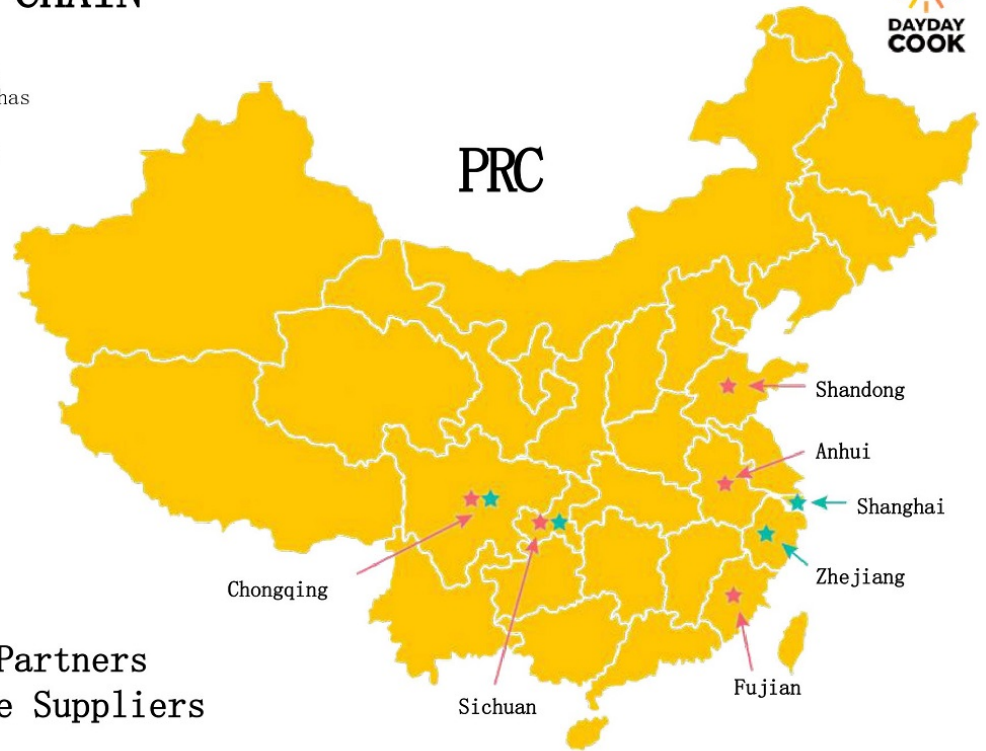 CHAIN
DAYDAY
COOK
has
PRC
Shandong
Anhui
Shanghai
Chongqing
Zhejiang
Partners
Fujian
e Suppliers
Sichuan